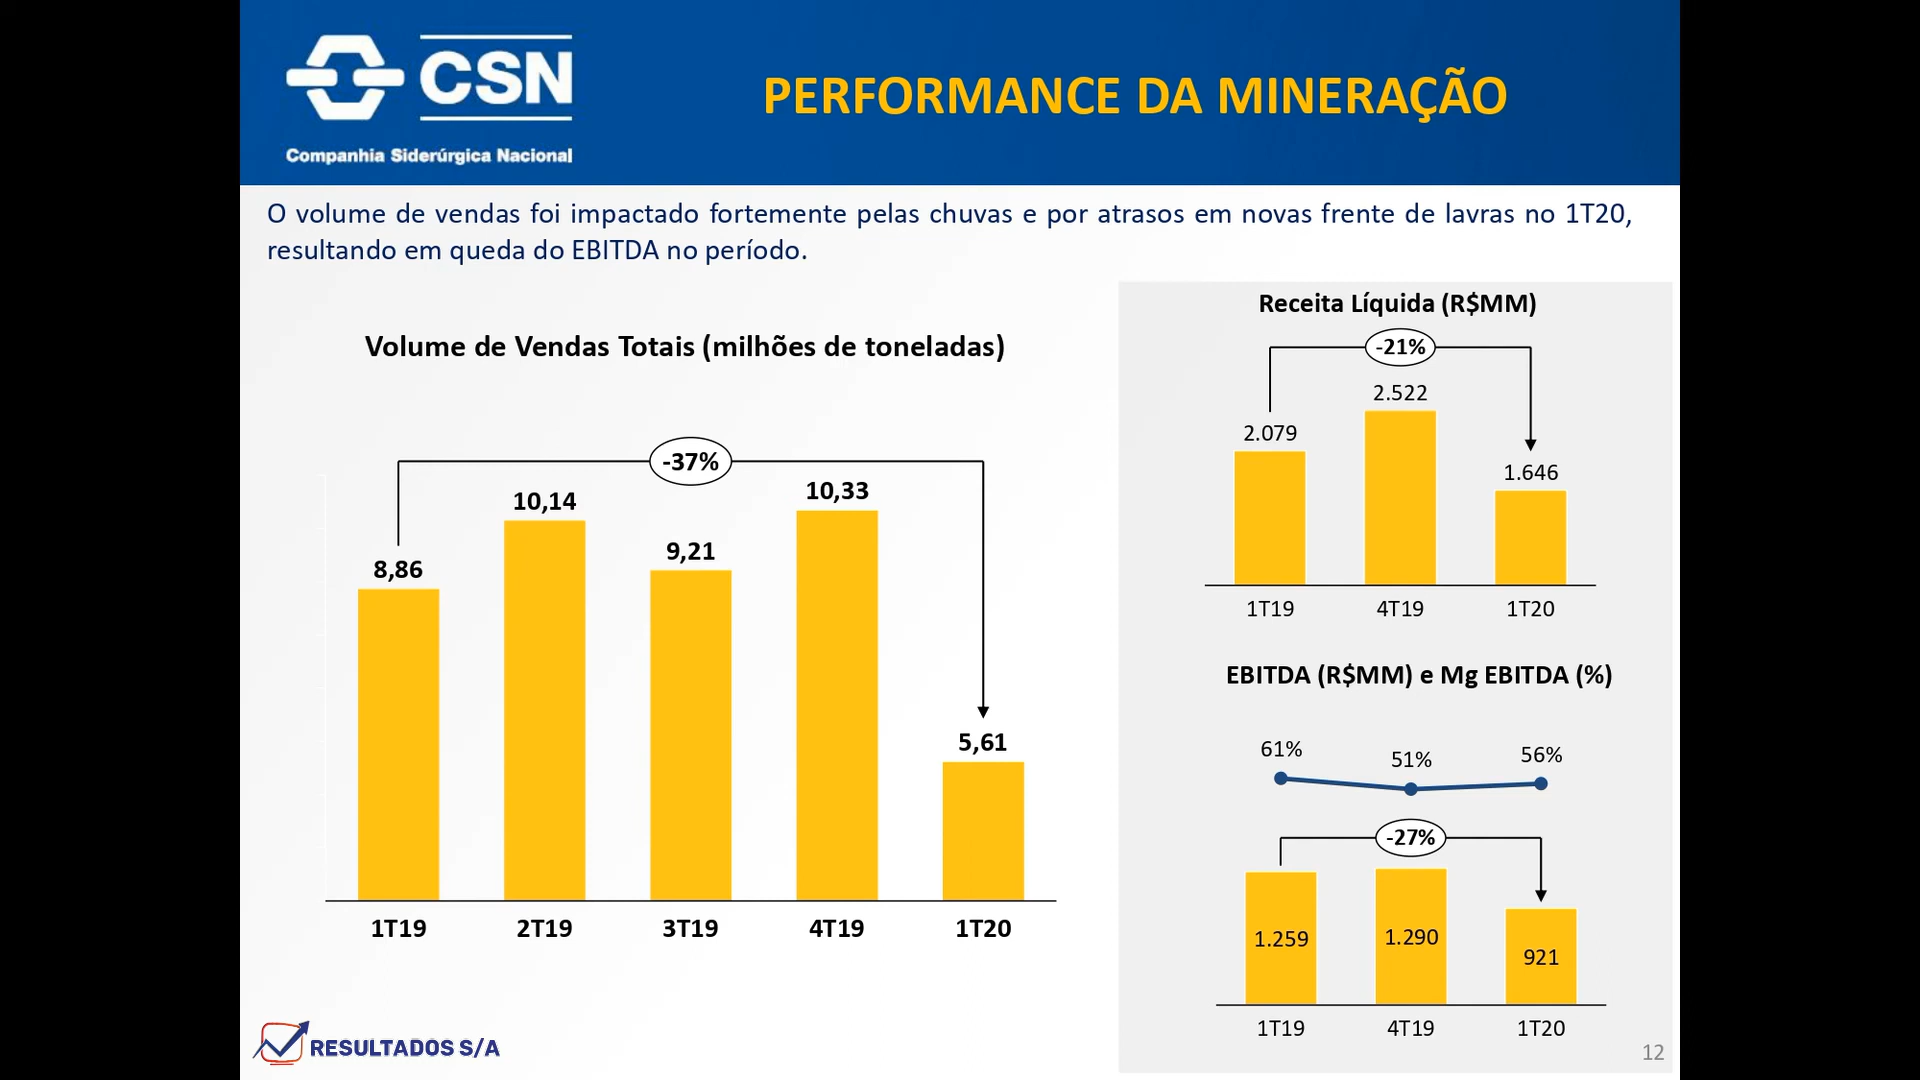 CSN
Companhia Siderúrgica Nacional
PERFORMANCE DA MINERAÇÃO
O volume de vendas foi impactado fortemente pelas chuvas e por atrasos em novas frente de lavras no 1T20,
resultando em queda do EBITDA no período.
Volume de Vendas Totais (milhões de toneladas)
-37%
8,86
10,14
9,21
10,33
5,61
1T19
2T19
3T19
4T19
1T20
Receita Líquida (R$MM)
-21%
2.079
2.522
1.646
1T19
4T19
1T20
EBITDA (R$MM) e Mg EBITDA (%)
61%
51%
56%
-27%
1.259
1.290
921
1T19
4T19
1T20
RESULTADOS S/A
12